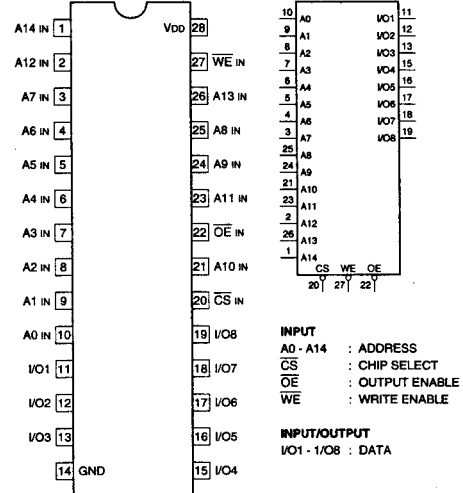 A14 IN 1
A12 IN 2
A7 IN 3
A6 IN 4
A5 IN 5
A4 IN 6
A3 IN 7
A2 IN 8
A1 IN 9
A0 IN 10
I/O1 11
I/O2 12
I/O3 13
14 GND
VDD 28
27 WE IN
26 A13 IN
25 A8 IN
24 A9 IN
23 A11 IN
22 OE IN
21 A10 IN
20 CS IN
19 I/O8
18 I/O7
17 I/O6
16 I/O5
15 I/O4
10 A0
9 A1
8 A2
7 A3
6 A4
5 A5
4 A6
3 A7
25 A8
24 A9
21 A10
23 A11
2 A12
26 A13
1 A14
I/O1 11
I/O2 12
I/O3 13
I/O4 15
I/O5 16
I/O6 17
I/O7 18
I/O8 19
CS WE OE
20 27 22
INPUT
A0 - A14 : ADDRESS
CS : CHIP SELECT
OE : OUTPUT ENABLE
WE : WRITE ENABLE
INPUT/OUTPUT
I/O1 - 1/O8 : DATA